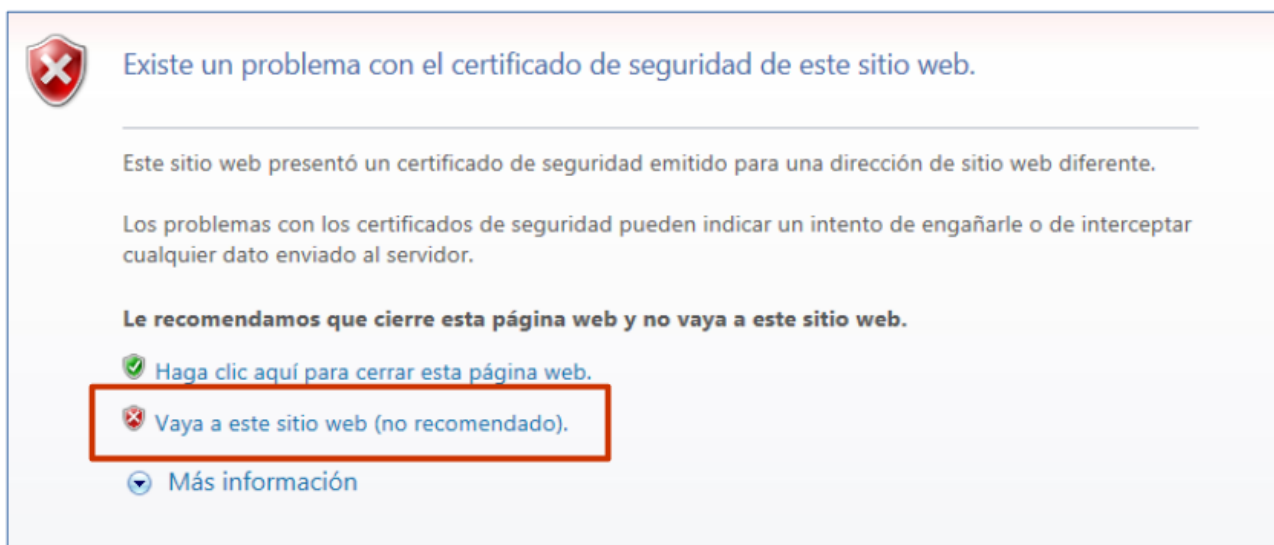 Existe un problema con el certificado de seguridad de este sitio web.
Este sitio web presentó un certificado de seguridad emitido para una dirección de sitio web diferente.
Los problemas con los certificados de seguridad pueden indicar un intento de engañarle o de interceptar
cualquier dato enviado al servidor.
Le recomendamos que cierre esta página web y no vaya a este sitio web.
Haga clic aquí para cerrar esta página web.
Vaya a este sitio web (no recomendado).
Más información